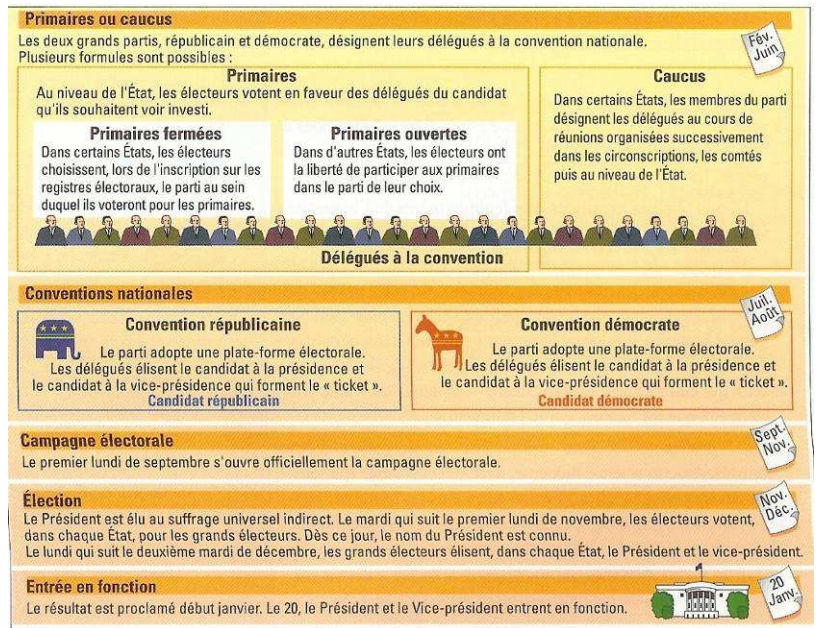 Primaires ou caucus
Les deux grands partis, républicain et démocrate, désignent leurs délégués à la convention nationale.
Plusieurs formules sont possibles :
Fév.
Juin
Primaires
Au niveau de l'État, les électeurs votent en faveur des délégués du candidat
qu'ils souhaitent voir investi.
Primaires fermées
Dans certains États, les électeurs
choisissent, lors de l'inscription sur les
registres électoraux, le parti au sein
duquel ils voteront pour les primaires.
Primaires ouvertes
Dans d'autres États, les électeurs ont
la liberté de participer aux primaires
dans le parti de leur choix.
Caucus
Dans certains États, les membres du parti
désignent les délégués au cours de
réunions organisées successivement
dans les circonscriptions, les comtés
puis au niveau de l'État.
Délégués à la convention
Conventions nationales
Juil.
Août
Convention républicaine
Le parti adopte une plate-forme électorale.
Les délégués élisent le candidat à la présidence et
le candidat à la vice-présidence qui forment le « ticket ».
Candidat républicain
Convention démocrate
Le parti adopte une plate-forme électorale.
Les délégués élisent le candidat à la présidence et
le candidat à la vice-présidence qui forment le « ticket ».
Candidat démocrate
Campagne électorale
Sept.
Nov.
Le premier lundi de septembre s'ouvre officiellement la campagne électorale.
Élection
Nov.
Déc.
Le Président est élu au suffrage universel indirect. Le mardi qui suit le premier lundi de novembre, les électeurs votent,
dans chaque État, pour les grands électeurs. Dès ce jour, le nom du Président est connu.
Le lundi qui suit le deuxième mardi de décembre, les grands électeurs élisent, dans chaque État, le Président et le vice-président.
Entrée en fonction
20
Janv.
Le résultat est proclamé début janvier. Le 20, le Président et le Vice-président entrent en fonction.